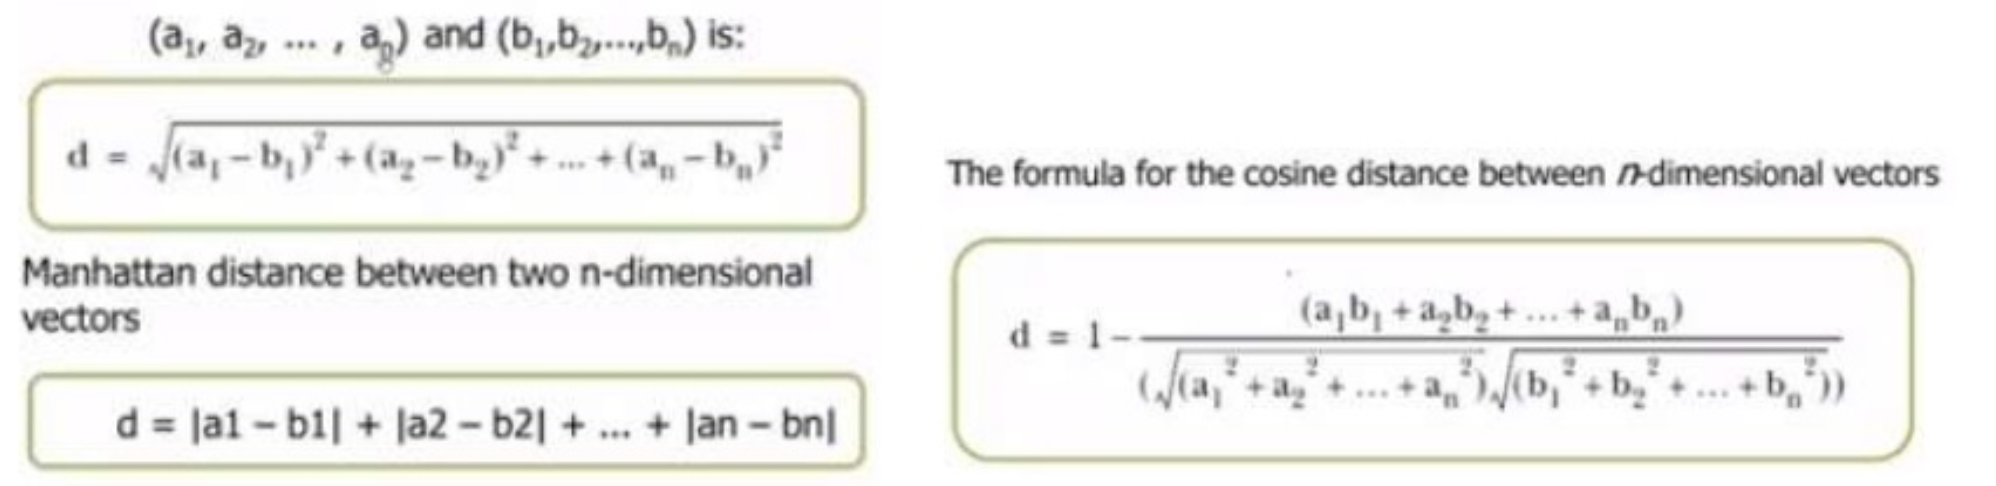 (a₁, a₂, ... , aₙ) and (b₁,b₂,...,bₙ) is:
d = √(a₁ – b₁)² + (a₂ – b₂)² + ... + (aₙ – bₙ)²
Manhattan distance between two n-dimensional
vectors
d = |a1 – b1| + |a2 – b2| + ... + |an – bn|
The formula for the cosine distance between n-dimensional vectors
(a₁b₁ + a₂b₂ + ... + aₙbₙ)
d = 1 –
(√(a₁² + a₂² + ... + aₙ²)√(b₁² + b₂² + ... + bₙ²))